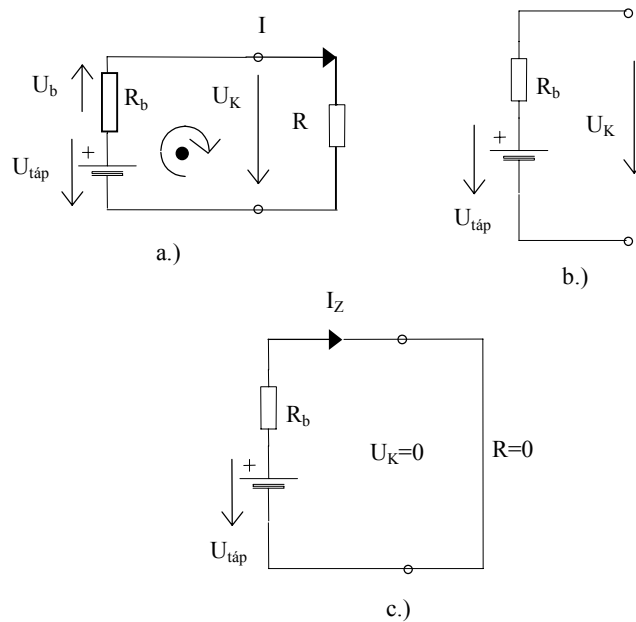 I
U_b
R_b
U_K
R
+
U_táp
a.)
R_b
U_K
+
U_táp
b.)
I_Z
R_b
U_K=0
R=0
+
U_táp
c.)